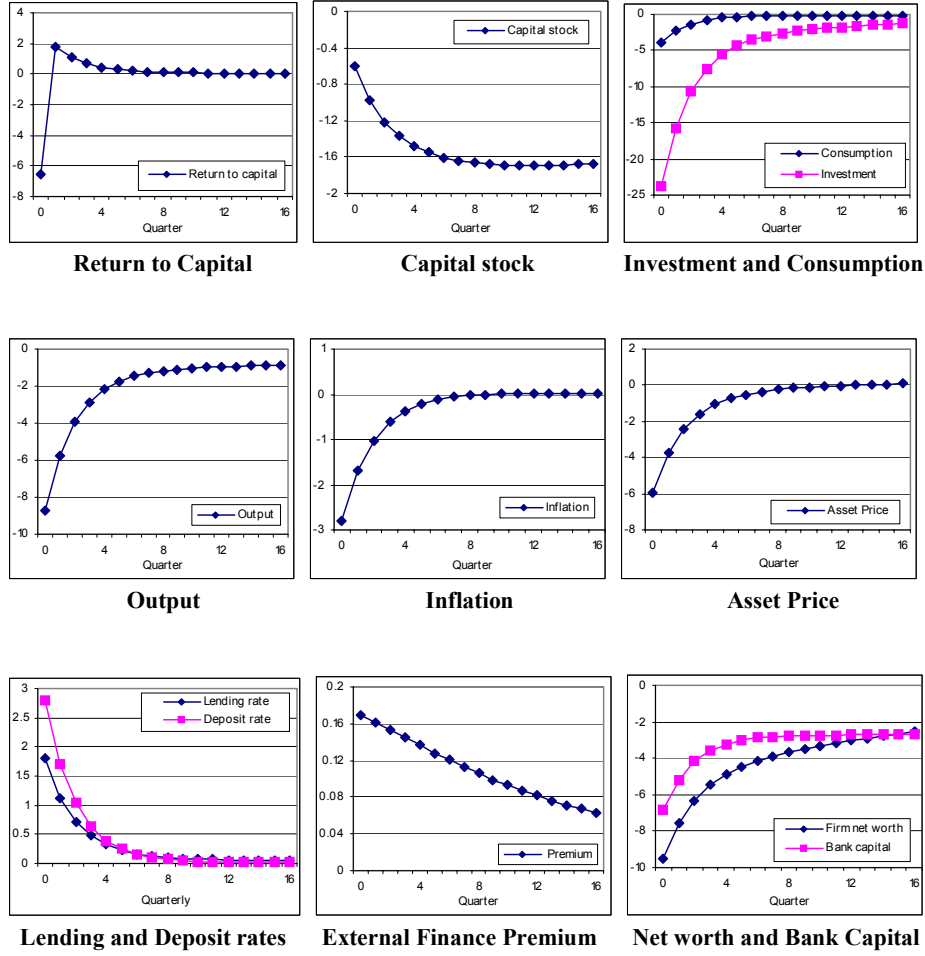 4
2
0
-2
-4
-6
-8
0 4 8 12 16
Return to capital
Quarter
Return to Capital
0
-0.4
-0.8
-1.2
-1.6
-2
0 4 8 12 16
Capital stock
Quarter
Capital stock
0
-5
-10
-15
-20
-25
0 4 8 12 16
Consumption
Investment
Quarter
Investment and Consumption
0
-2
-4
-6
-8
-10
0 4 8 12 16
Output
Quarter
Output
1
0
-1
-2
-3
0 4 8 12 16
Inflation
Quarter
Inflation
2
0
-2
-4
-6
-8
0 4 8 12 16
Asset Price
Quarter
Asset Price
3
2.5
2
1.5
1
0.5
0
0 4 8 12 16
Lending rate
Deposit rate
Quarterly
Lending and Deposit rates
0.2
0.16
0.12
0.08
0.04
0
0 4 8 12 16
Premium
Quarter
External Finance Premium
0
-2
-4
-6
-8
-10
0 4 8 12 16
Firm net worth
Bank capital
Quarter
Net worth and Bank Capital